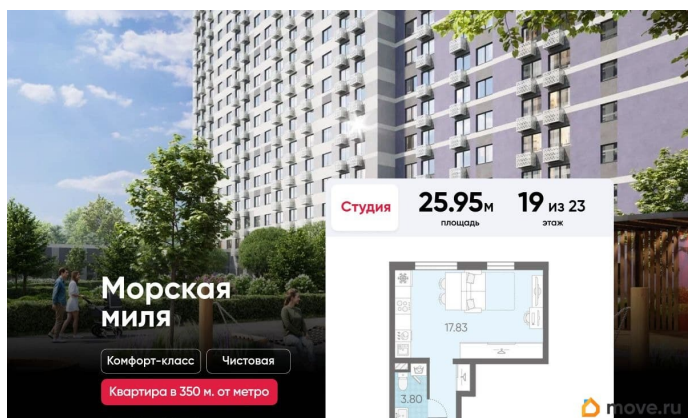 Студия
25.95м
площадь
19 из 23
этаж
17.83
3.80
Морская
миля
Комфорт-класс
Чистовая
Квартира в 350 м. от метро
move.ru